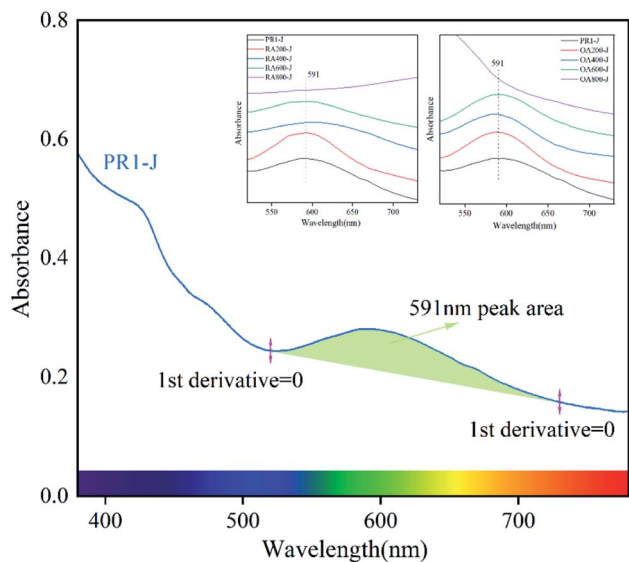 0.8
0.6
0.4
0.2
0.0
Absorbance
400
500
600
700
Wavelength(nm)
PR1-J
591nm peak area
1st derivative=0
1st derivative=0
PR1-J
RA200-J
RA400-J
RA600-J
RA800-J
591
Absorbance
550
600
650
700
Wavelength(nm)
PR1-J
OA200-J
OA400-J
OA600-J
OA800-J
591
Absorbance
550
600
650
700
Wavelength(nm)